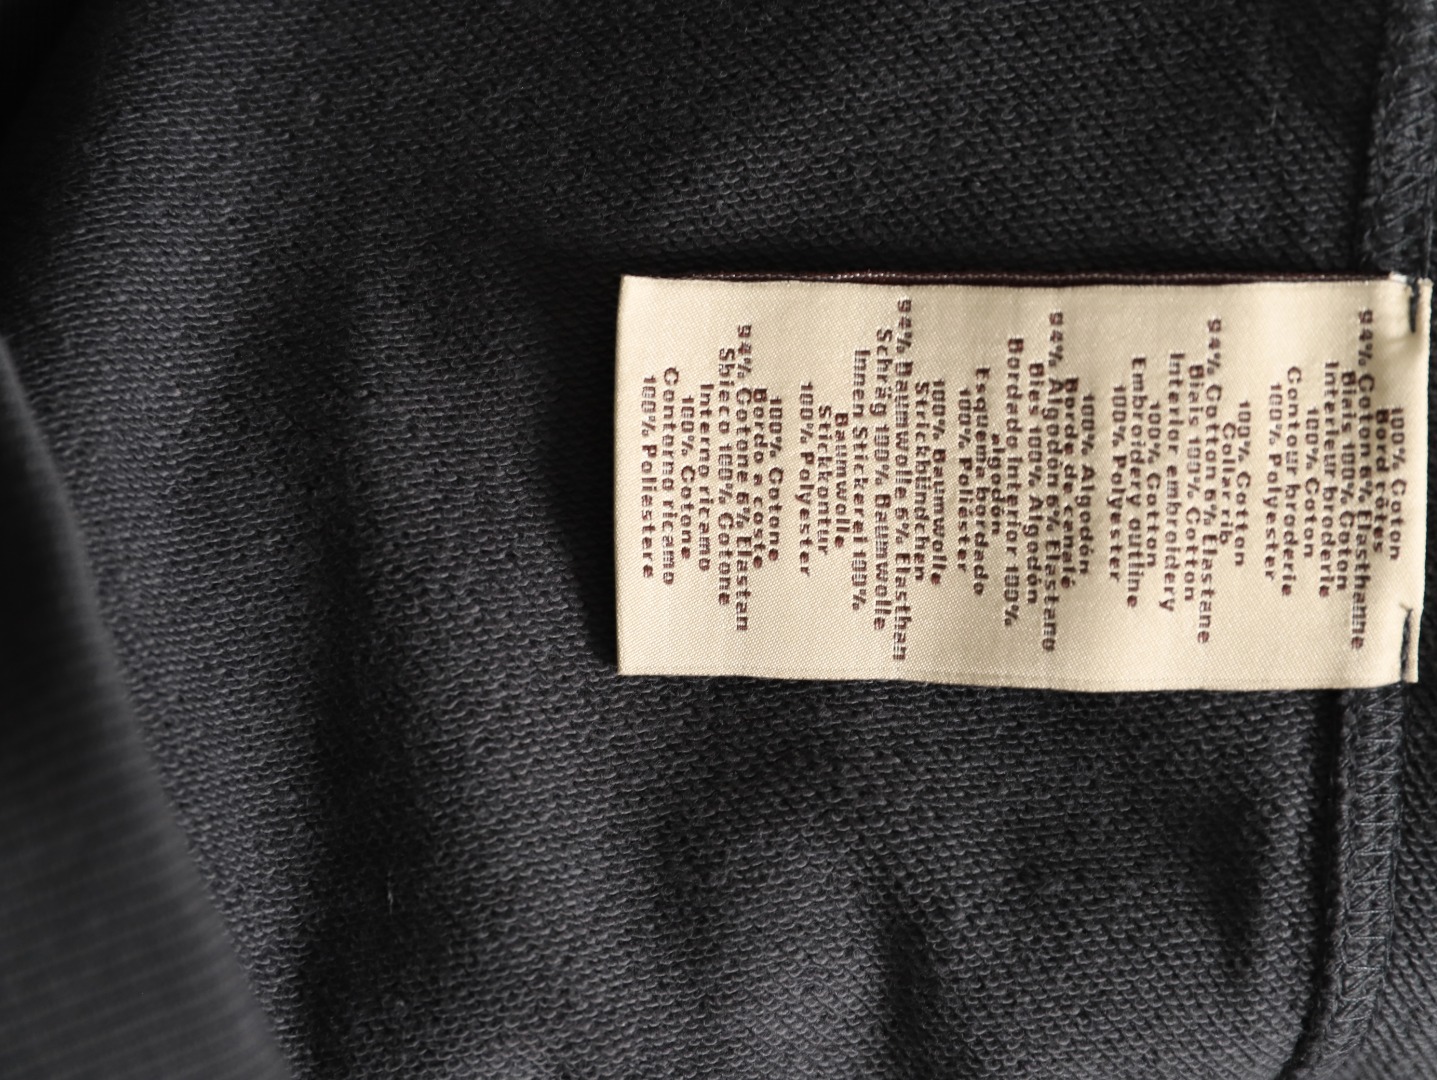 100% Coton
Bord côtes
94% Coton 6% Elasthanne
Biais 100% Coton
Interieur broderie
100% Coton
Contour broderie
100% Polyester
100% Cotton
Collar rib
94% Cotton 6% Elastane
Biais 100% Cotton
Interior embroidery
100% Cotton
Embroidery outline
100% Polyester
100% Algodón
Borde de canalé
94% Algodón 6% Elastano
Bies 100% Algodón
Bordado interior 100%
algodón
Esquema bordado
100% Poliéster
100% Baumwolle
Strickbündchen
94% Baumwolle 6% Elasthan
Schräg 100% Baumwolle
Innen Stickerei 100%
Baumwolle
Stickkontur
100% Polyester
100% Cotone
Bordo a coste
94% Cotone 6% Elastan
Sbieco 100% Cotone
Interno ricamo
100% Cotone
Contorno ricamo
100% Poliestere